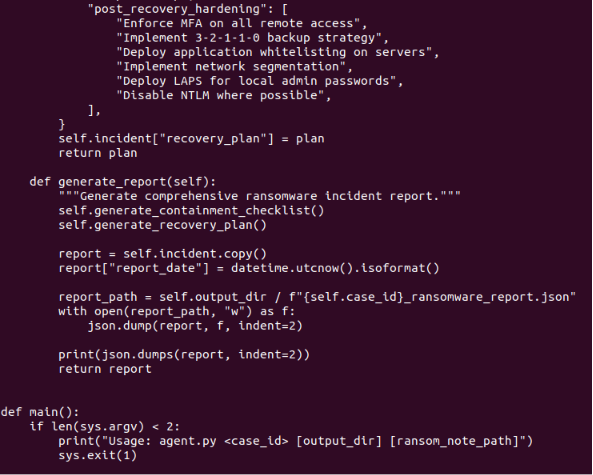 "post_recovery_hardening": [
"Enforce MFA on all remote access",
"Implement 3-2-1-1-0 backup strategy",
"Deploy application whitelisting on servers",
"Implement network segmentation",
"Deploy LAPS for local admin passwords",
"Disable NTLM where possible",
],
}
self.incident["recovery_plan"] = plan
return plan
def generate_report(self):
"""Generate comprehensive ransomware incident report."""
self.generate_containment_checklist()
self.generate_recovery_plan()
report = self.incident.copy()
report["report_date"] = datetime.utcnow().isoformat()
report_path = self.output_dir / f"{self.case_id}_ransomware_report.json"
with open(report_path, "w") as f:
json.dump(report, f, indent=2)
print(json.dumps(report, indent=2))
return report
def main():
if len(sys.argv) < 2:
print("Usage: agent.py <case_id> [output_dir] [ransom_note_path]")
sys.exit(1)